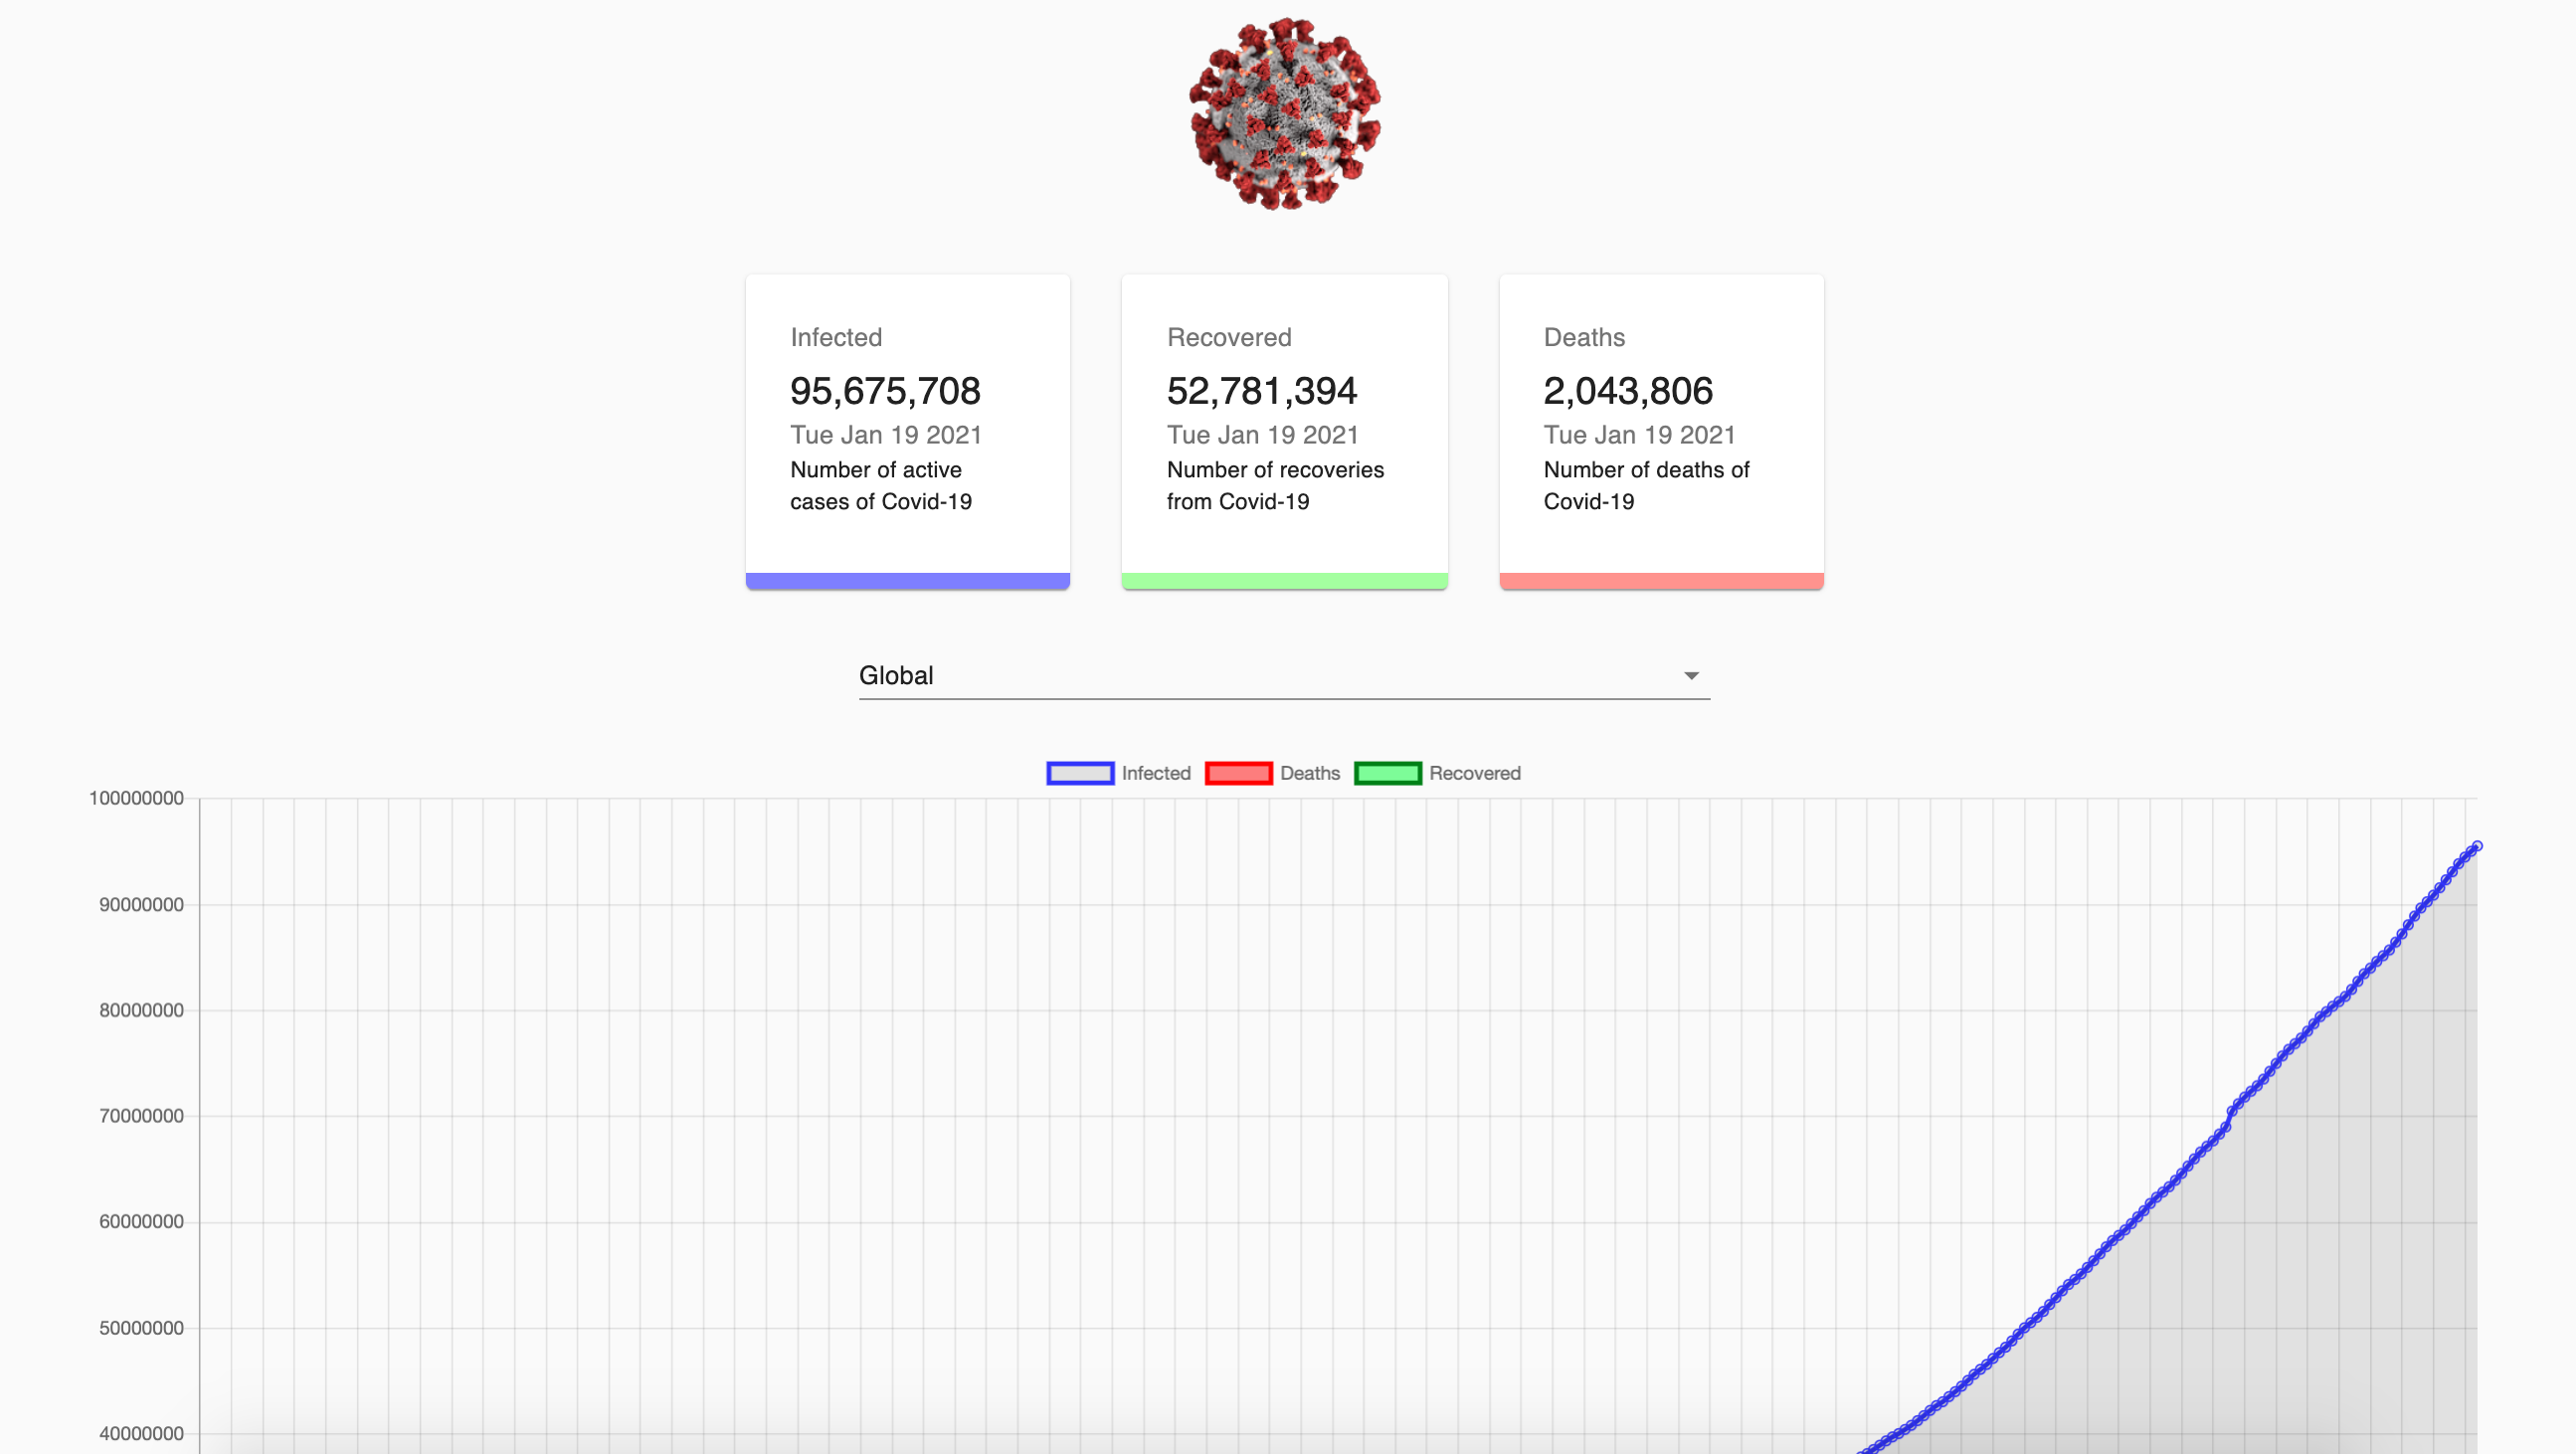 Infected
95,675,708
Tue Jan 19 2021
Number of active
cases of Covid-19
Recovered
52,781,394
Tue Jan 19 2021
Number of recoveries
from Covid-19
Deaths
2,043,806
Tue Jan 19 2021
Number of deaths of
Covid-19
Global
Infected Deaths Recovered
100000000
90000000
80000000
70000000
60000000
50000000
40000000